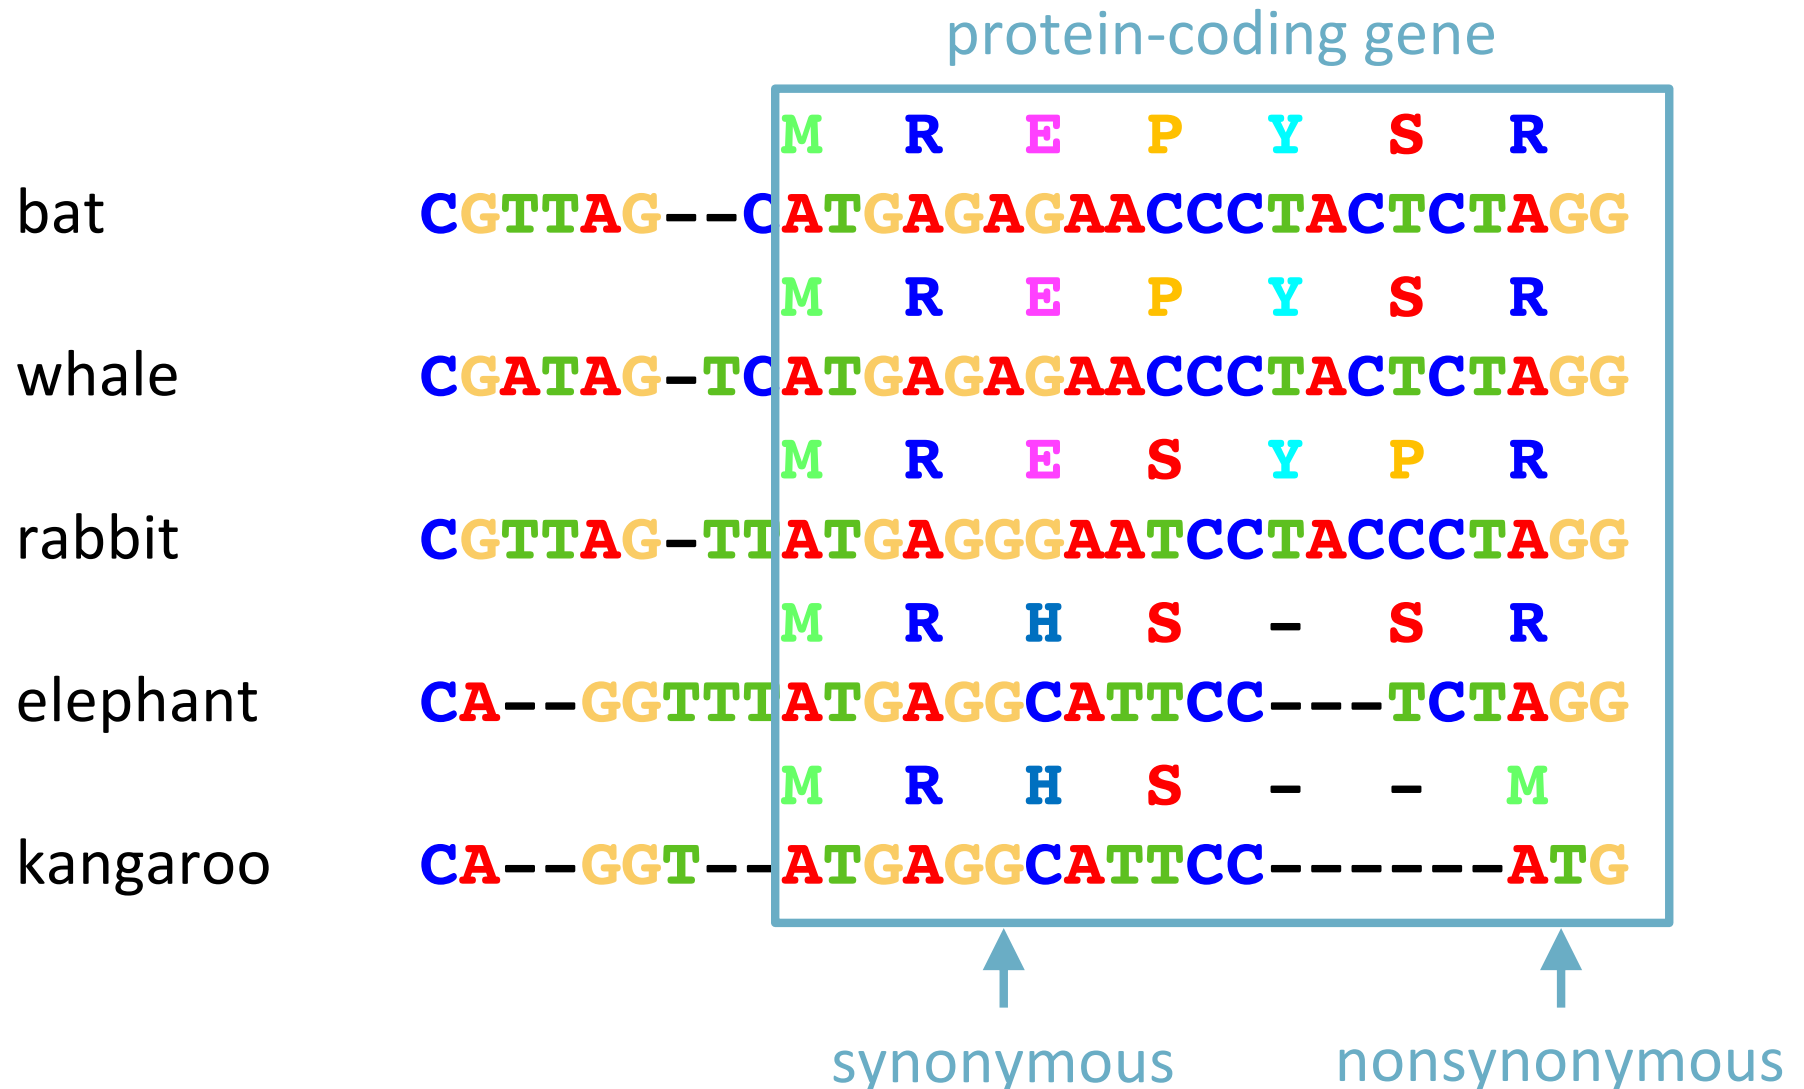 protein-coding gene
M R E P Y S R
bat CGTTAG--CATGAGAGAACCCTACTCTAGG
M R E P Y S R
whale CGATAG-TCATGAGAGAACCCTACTCTAGG
M R E S Y P R
rabbit CGTTAG-TTATGAGGGAATCCTACCCTAGG
M R H S - S R
elephant CA--GGTTTATGAGGCATTCC---TCTAGG
M R H S - - M
kangaroo CA--GGT--ATGAGGCATTCC------ATG
synonymous nonsynonymous